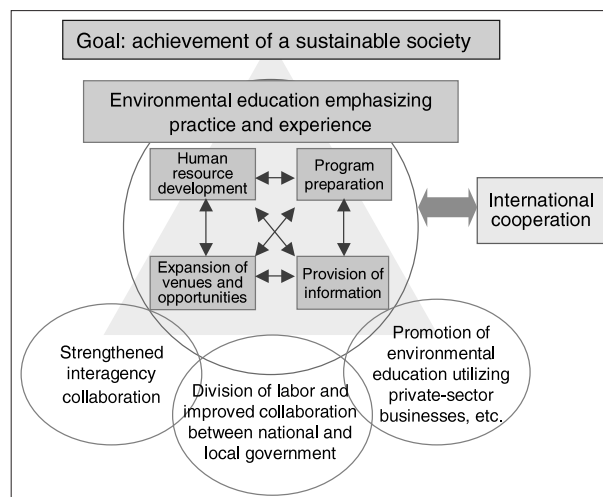 Goal: achievement of a sustainable society
Environmental education emphasizing
practice and experience
Human
resource
development
Program
preparation
International
cooperation
Expansion of
venues and
opportunities
Provision of
information
Strengthened
interagency
collaboration
Division of labor and
improved collaboration
between national and
local government
Promotion of
environmental
education utilizing
private-sector
businesses, etc.